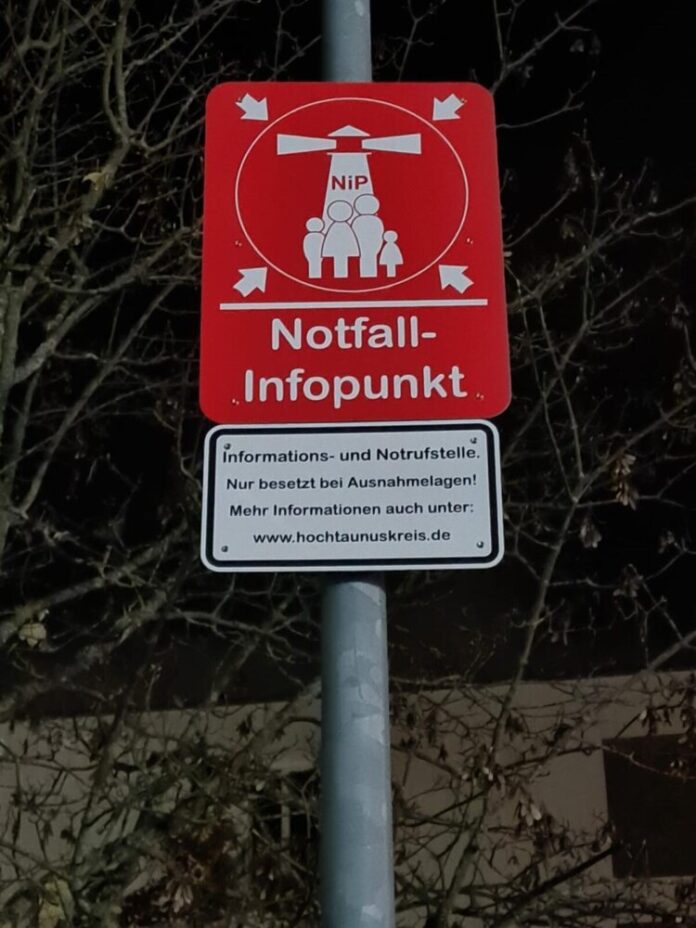 NiP
Notfall-
Infopunkt
Informations- und Notrufstelle.
Nur besetzt bei Ausnahmelagen!
Mehr Informationen auch unter:
www.hochtaunuskreis.de